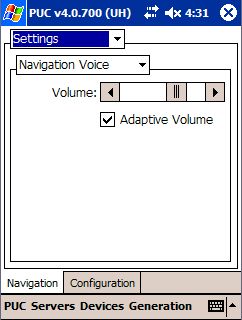 PUC v4.0.700 (UH) 4:31
Settings
Navigation Voice
Volume:
Adaptive Volume
Navigation Configuration
PUC Servers Devices Generation